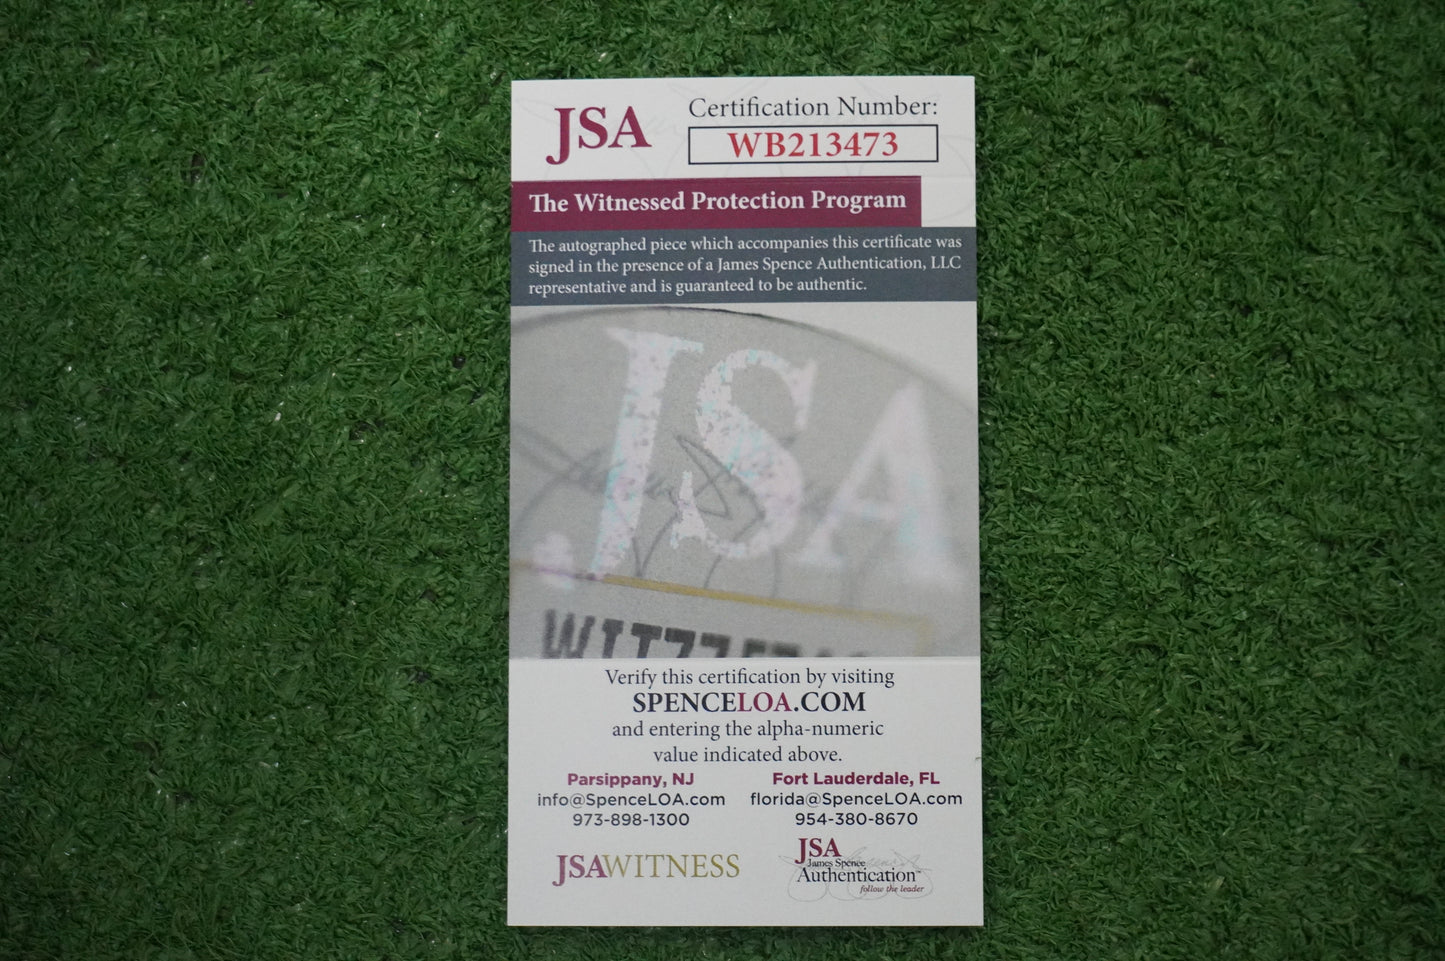 JSA
Certification Number:
WB213473
The Witnessed Protection Program
The autographed piece which accompanies this certificate was
signed in the presence of a James Spence Authentication, LLC
representative and is guaranteed to be authentic.
JSA
Verify this certification by visiting
SPENCELOA.COM
and entering the alpha-numeric
value indicated above.
Parsippany, NJ
info@SpenceLOA.com
973-898-1300
Fort Lauderdale, FL
florida@SpenceLOA.com
954-380-8670
JSAWITNESS
JSA
James Spence
Authentication™
follow the leader